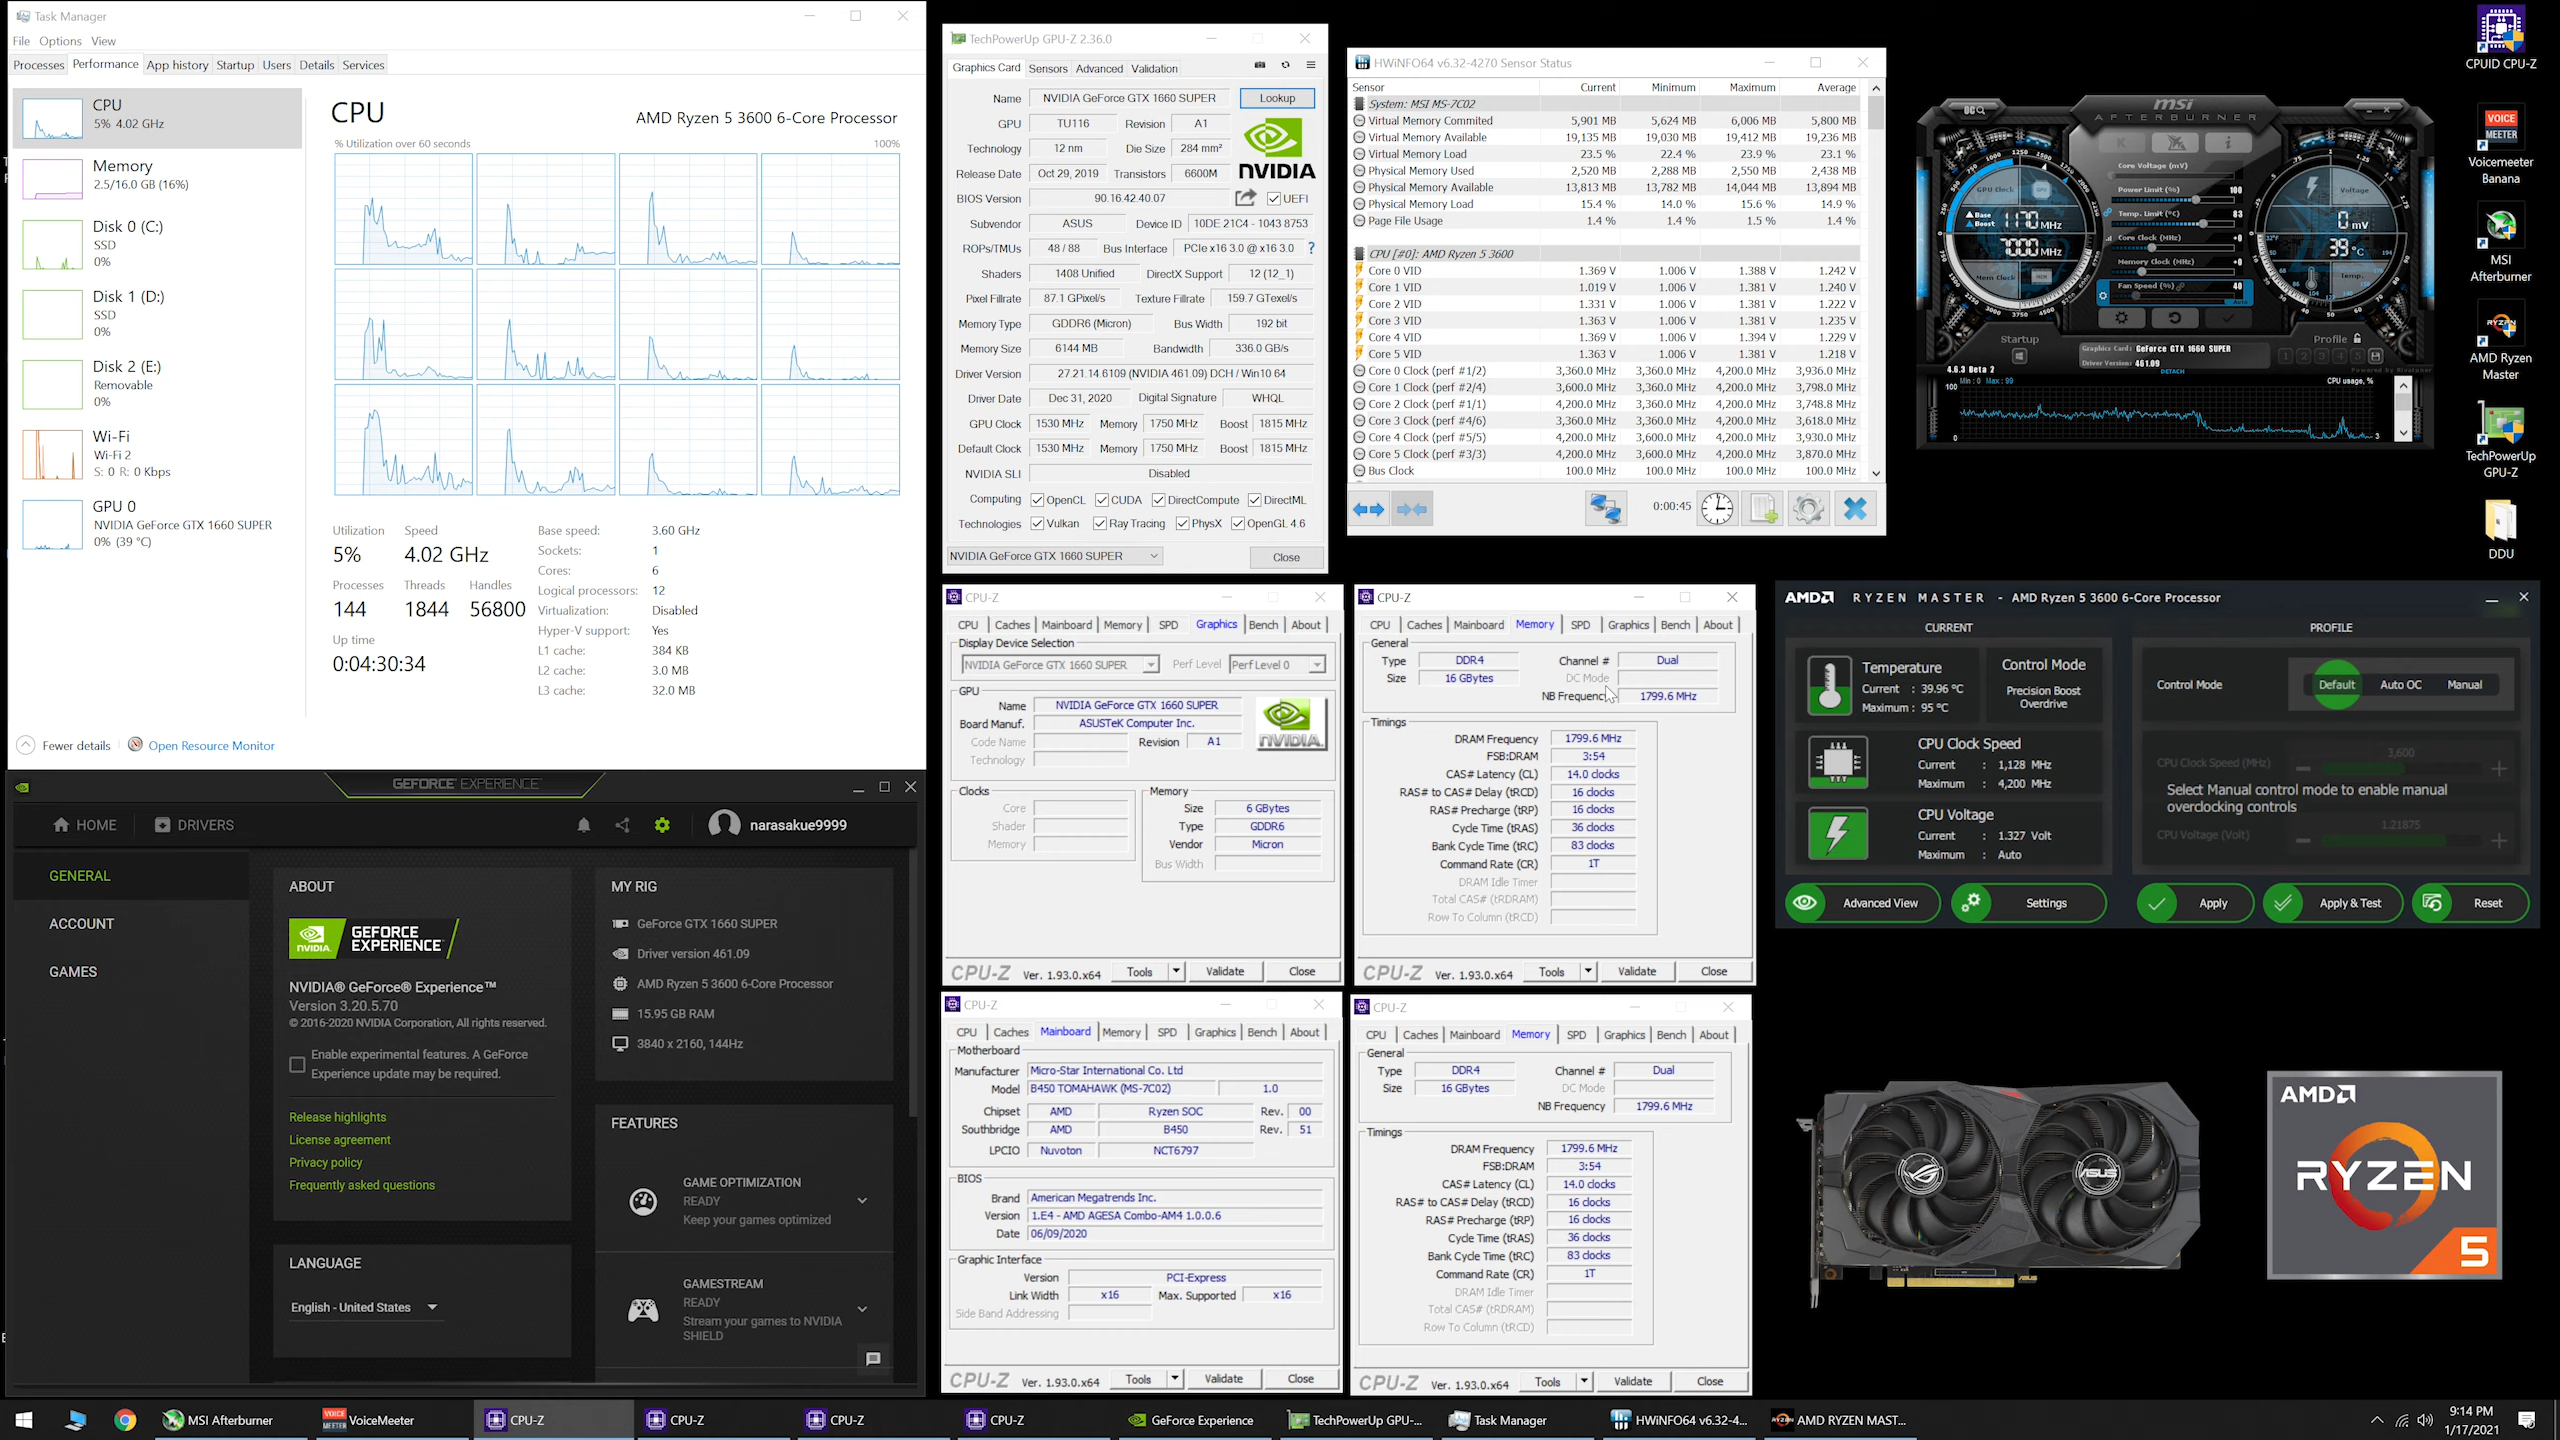 Task Manager
File Options View
Processes Performance App history Startup Users Details Services
CPU
5% 4.02 GHz
Memory
2.5/16.0 GB (16%)
Disk 0 (C:)
SSD
0%
Disk 1 (D:)
SSD
0%
Disk 2 (E:)
Removable
0%
Wi-Fi
Wi-Fi 2
S: 0 R: 0 Kbps
GPU 0
NVIDIA GeForce GTX 1660 SUPER
0% (39 °C)
CPU AMD Ryzen 5 3600 6-Core Processor
% Utilization over 60 seconds 100%
Utilization Speed
5% 4.02 GHz
Processes Threads Handles
144 1844 56800
Up time
0:04:30:34
Base speed: 3.60 GHz
Sockets: 1
Cores: 6
Logical processors: 12
Virtualization: Disabled
Hyper-V support: Yes
L1 cache: 384 KB
L2 cache: 3.0 MB
L3 cache: 32.0 MB
Fewer details Open Resource Monitor
TechPowerUp GPU-Z 2.36.0
Graphics Card Sensors Advanced Validation
Name NVIDIA GeForce GTX 1660 SUPER Lookup
GPU TU116 Revision A1
Technology 12 nm Die Size 284 mm²
NVIDIA
Release Date Oct 29, 2019 Transistors 6600M
BIOS Version 90.16.42.40.07 UEFI
Subvendor ASUS Device ID 10DE 21C4 - 1043 8753
ROPs/TMUs 48 / 88 Bus Interface PCIe x16 3.0 @ x16 3.0 ?
Shaders 1408 Unified DirectX Support 12 (12_1)
Pixel Fillrate 87.1 GPixel/s Texture Fillrate 159.7 GTexel/s
Memory Type GDDR6 (Micron) Bus Width 192 bit
Memory Size 6144 MB Bandwidth 336.0 GB/s
Driver Version 27.21.14.6109 (NVIDIA 461.09) DCH / Win10 64
Driver Date Dec 31, 2020 Digital Signature WHQL
GPU Clock 1530 MHz Memory 1750 MHz Boost 1815 MHz
Default Clock 1530 MHz Memory 1750 MHz Boost 1815 MHz
NVIDIA SLI Disabled
Computing OpenCL CUDA DirectCompute DirectML
Technologies Vulkan Ray Tracing PhysX OpenGL 4.6
NVIDIA GeForce GTX 1660 SUPER Close
HWiNFO64 v6.32-4270 Sensor Status
Sensor Current Minimum Maximum Average
System: MSI MS-7C02
Virtual Memory Commited 5,901 MB 5,624 MB 6,006 MB 5,800 MB
Virtual Memory Available 19,135 MB 19,030 MB 19,412 MB 19,236 MB
Virtual Memory Load 23.5 % 22.4 % 23.9 % 23.1 %
Physical Memory Used 2,520 MB 2,288 MB 2,550 MB 2,438 MB
Physical Memory Available 13,813 MB 13,782 MB 14,044 MB 13,894 MB
Physical Memory Load 15.4 % 14.0 % 15.6 % 14.9 %
Page File Usage 1.4 % 1.4 % 1.5 % 1.4 %
CPU [#0]: AMD Ryzen 5 3600
Core 0 VID 1.369 V 1.006 V 1.388 V 1.242 V
Core 1 VID 1.019 V 1.006 V 1.381 V 1.240 V
Core 2 VID 1.331 V 1.006 V 1.381 V 1.222 V
Core 3 VID 1.363 V 1.006 V 1.381 V 1.235 V
Core 4 VID 1.369 V 1.006 V 1.394 V 1.229 V
Core 5 VID 1.363 V 1.006 V 1.381 V 1.218 V
Core 0 Clock (perf #1/2) 3,360.0 MHz 3,360.0 MHz 4,200.0 MHz 3,936.0 MHz
Core 1 Clock (perf #2/4) 3,600.0 MHz 3,360.0 MHz 4,200.0 MHz 3,798.0 MHz
Core 2 Clock (perf #1/1) 4,200.0 MHz 3,360.0 MHz 4,200.0 MHz 3,748.8 MHz
Core 3 Clock (perf #4/6) 3,360.0 MHz 3,360.0 MHz 4,200.0 MHz 3,618.0 MHz
Core 4 Clock (perf #5/5) 4,200.0 MHz 3,600.0 MHz 4,200.0 MHz 3,930.0 MHz
Core 5 Clock (perf #3/3) 4,200.0 MHz 3,600.0 MHz 4,200.0 MHz 3,870.0 MHz
Bus Clock 100.0 MHz 100.0 MHz 100.0 MHz 100.0 MHz
0:00:45
msi
AFTERBURNER
Core Voltage (mV)
Power Limit (%) 100
Temp. Limit (°C) 83
Core Clock (MHz) +0
Memory Clock (MHz) +0
Fan Speed (%) 40
GPU Clock
Base
Boost
1170 MHz
7000 MHz
Mem Clock
Voltage
0 mV
39 °C
Temp.
Startup Profile
Graphics Card: GeForce GTX 1660 SUPER
Driver Version: 461.09
DETACH
4.6.3 Beta 2
Min : 0 Max : 99 CPU usage, %
100
0 3
CPUID CPU-Z
VOICE
MEETER
Voicemeeter
Banana
MSI
Afterburner
RYZEN
AMD Ryzen
Master
TechPowerUp
GPU-Z
DDU
CPU-Z
CPU Caches Mainboard Memory SPD Graphics Bench About
Display Device Selection
NVIDIA GeForce GTX 1660 SUPER Perf Level Perf Level 0
GPU
Name NVIDIA GeForce GTX 1660 SUPER
Board Manuf. ASUSTeK Computer Inc.
Code Name Revision A1
Technology
NVIDIA.
Clocks
Core
Shader
Memory
Memory
Size 6 GBytes
Type GDDR6
Vendor Micron
Bus Width
CPU-Z Ver. 1.93.0.x64 Tools Validate Close
CPU-Z
CPU Caches Mainboard Memory SPD Graphics Bench About
General
Type DDR4 Channel # Dual
Size 16 GBytes DC Mode
NB Frequency 1799.6 MHz
Timings
DRAM Frequency 1799.6 MHz
FSB:DRAM 3:54
CAS# Latency (CL) 14.0 clocks
RAS# to CAS# Delay (tRCD) 16 clocks
RAS# Precharge (tRP) 16 clocks
Cycle Time (tRAS) 36 clocks
Bank Cycle Time (tRC) 83 clocks
Command Rate (CR) 1T
DRAM Idle Timer
Total CAS# (tRDRAM)
Row To Column (tRCD)
CPU-Z Ver. 1.93.0.x64 Tools Validate Close
AMD RYZEN MASTER - AMD Ryzen 5 3600 6-Core Processor
CURRENT PROFILE
Temperature
Current : 39.96 °C
Maximum : 95 °C
Control Mode
Precision Boost
Overdrive
CPU Clock Speed
Current : 1,128 MHz
Maximum : 4,200 MHz
CPU Voltage
Current : 1.327 Volt
Maximum : Auto
Control Mode Default Auto OC Manual
3,600
CPU Clock Speed (MHz)
Select Manual control mode to enable manual
overclocking controls
1.21875
CPU Voltage (Volt)
Advanced View Settings Apply Apply & Test Reset
GEFORCE EXPERIENCE
HOME DRIVERS narasakue9999
GENERAL
ACCOUNT
GAMES
ABOUT
NVIDIA.
GEFORCE
EXPERIENCE
NVIDIA® GeForce® Experience™
Version 3.20.5.70
© 2016-2020 NVIDIA Corporation, All rights reserved.
Enable experimental features. A GeForce
Experience update may be required.
Release highlights
License agreement
Privacy policy
Frequently asked questions
LANGUAGE
English - United States
MY RIG
GeForce GTX 1660 SUPER
Driver version 461.09
AMD Ryzen 5 3600 6-Core Processor
15.95 GB RAM
3840 x 2160, 144Hz
FEATURES
GAME OPTIMIZATION
READY
Keep your games optimized
GAMESTREAM
READY
Stream your games to NVIDIA
SHIELD
CPU-Z
CPU Caches Mainboard Memory SPD Graphics Bench About
Motherboard
Manufacturer Micro-Star International Co. Ltd
Model B450 TOMAHAWK (MS-7C02) 1.0
Chipset AMD Ryzen SOC Rev. 00
Southbridge AMD B450 Rev. 51
LPCIO Nuvoton NCT6797
BIOS
Brand American Megatrends Inc.
Version 1.E4 - AMD AGESA Combo-AM4 1.0.0.6
Date 06/09/2020
Graphic Interface
Version PCI-Express
Link Width x16 Max. Supported x16
Side Band Addressing
CPU-Z Ver. 1.93.0.x64 Tools Validate Close
CPU-Z
CPU Caches Mainboard Memory SPD Graphics Bench About
General
Type DDR4 Channel # Dual
Size 16 GBytes DC Mode
NB Frequency 1799.6 MHz
Timings
DRAM Frequency 1799.6 MHz
FSB:DRAM 3:54
CAS# Latency (CL) 14.0 clocks
RAS# to CAS# Delay (tRCD) 16 clocks
RAS# Precharge (tRP) 16 clocks
Cycle Time (tRAS) 36 clocks
Bank Cycle Time (tRC) 83 clocks
Command Rate (CR) 1T
DRAM Idle Timer
Total CAS# (tRDRAM)
Row To Column (tRCD)
CPU-Z Ver. 1.93.0.x64 Tools Validate Close
ASUS
AMD
RYZEN
5
MSI Afterburner VoiceMeeter CPU-Z CPU-Z CPU-Z CPU-Z GeForce Experience TechPowerUp GPU-... Task Manager HWiNFO64 v6.32-4... AMD RYZEN MAST...
9:14 PM
1/17/2021